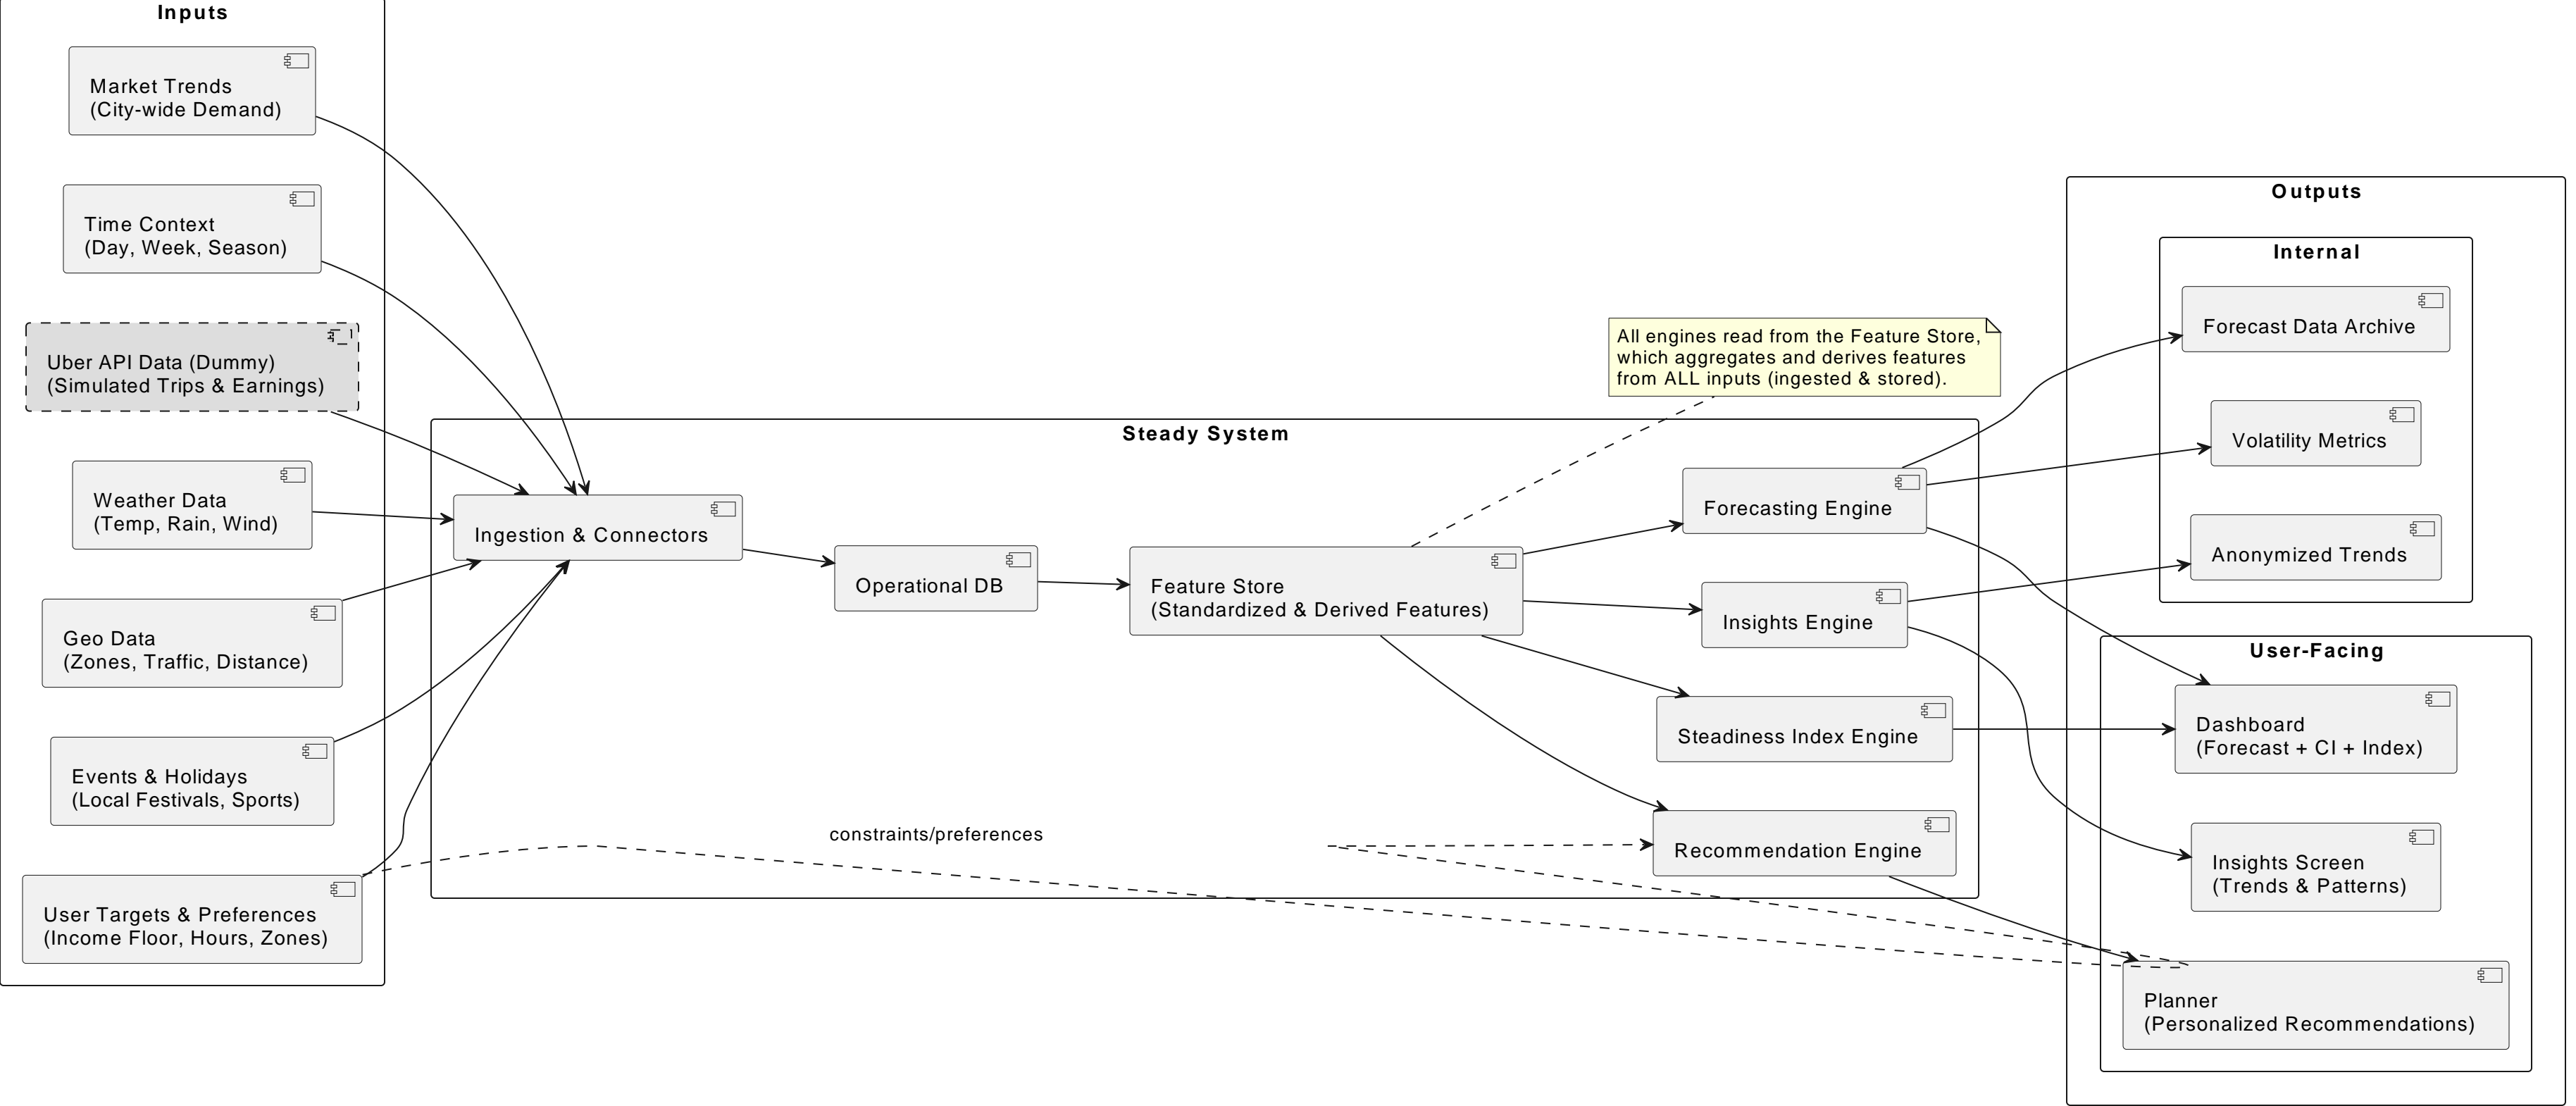 Inputs
Market Trends
(City-wide Demand)
Time Context
(Day, Week, Season)
Uber API Data (Dummy)
(Simulated Trips & Earnings)
Weather Data
(Temp, Rain, Wind)
Geo Data
(Zones, Traffic, Distance)
Events & Holidays
(Local Festivals, Sports)
User Targets & Preferences
(Income Floor, Hours, Zones)
Steady System
Ingestion & Connectors
Operational DB
Feature Store
(Standardized & Derived Features)
constraints/preferences
All engines read from the Feature Store,
which aggregates and derives features
from ALL inputs (ingested & stored).
Forecasting Engine
Insights Engine
Steadiness Index Engine
Recommendation Engine
Outputs
Internal
Forecast Data Archive
Volatility Metrics
Anonymized Trends
User-Facing
Dashboard
(Forecast + CI + Index)
Insights Screen
(Trends & Patterns)
Planner
(Personalized Recommendations)